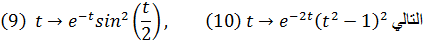 (9) t → e^{-t} sin^2 (t/2) ,      (10) t → e^{-2t}(t^2 − 1)^2 التالي